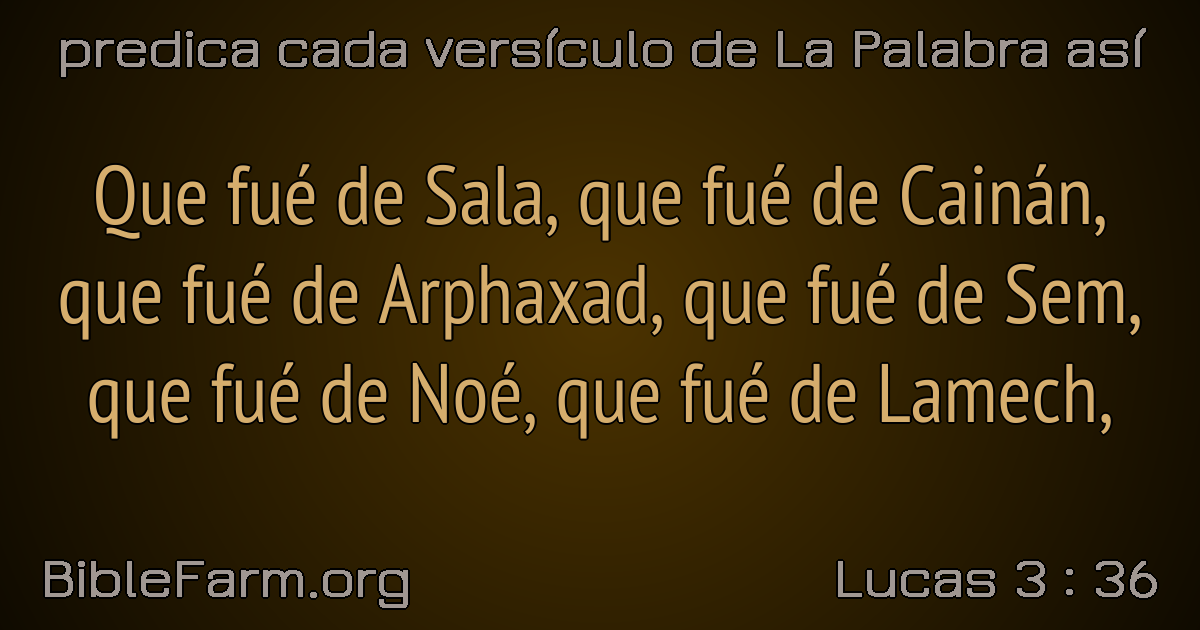 predica cada versículo de La Palabra así
Que fué de Sala, que fué de Cainán,
que fué de Arphaxad, que fué de Sem,
que fué de Noé, que fué de Lamech,
BibleFarm.org
Lucas 3 : 36